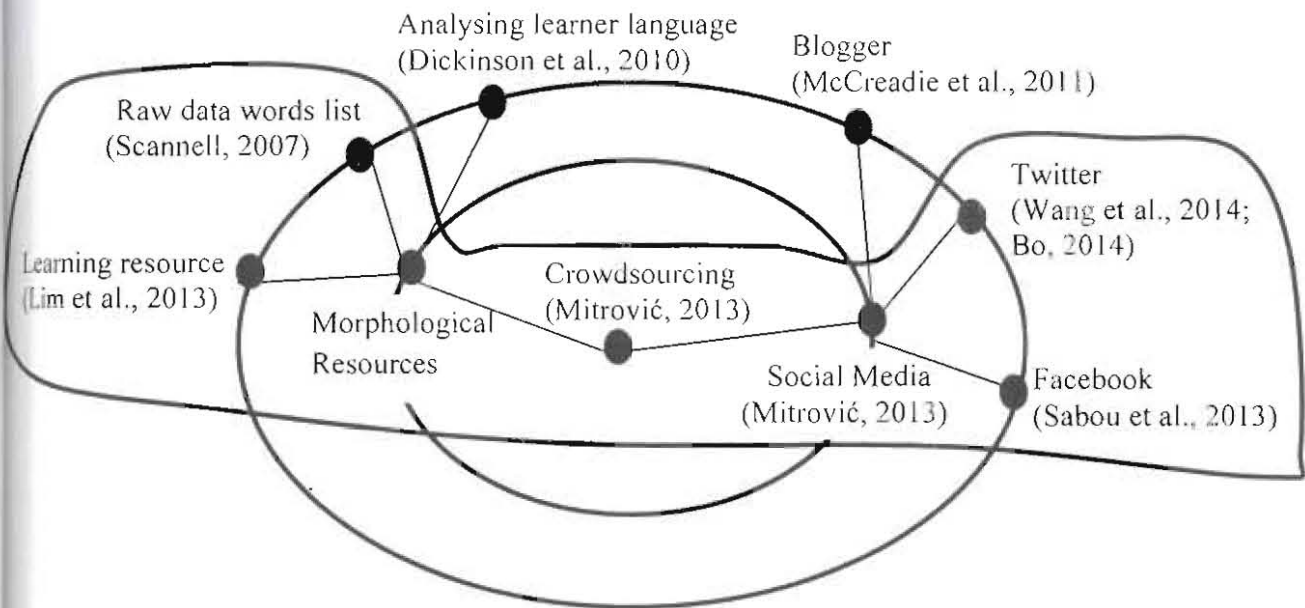 Analysing learner language
(Dickinson et al., 2010)
Blogger
(McCreadie et al., 2011)
Raw data words list
(Scannell, 2007)
Twitter
(Wang et al., 2014;
Bo, 2014)
Learning resource
(Lim et al., 2013)
Crowdsourcing
(Mitrović, 2013)
Morphological
Resources
Social Media
(Mitrović, 2013)
Facebook
(Sabou et al., 2013)